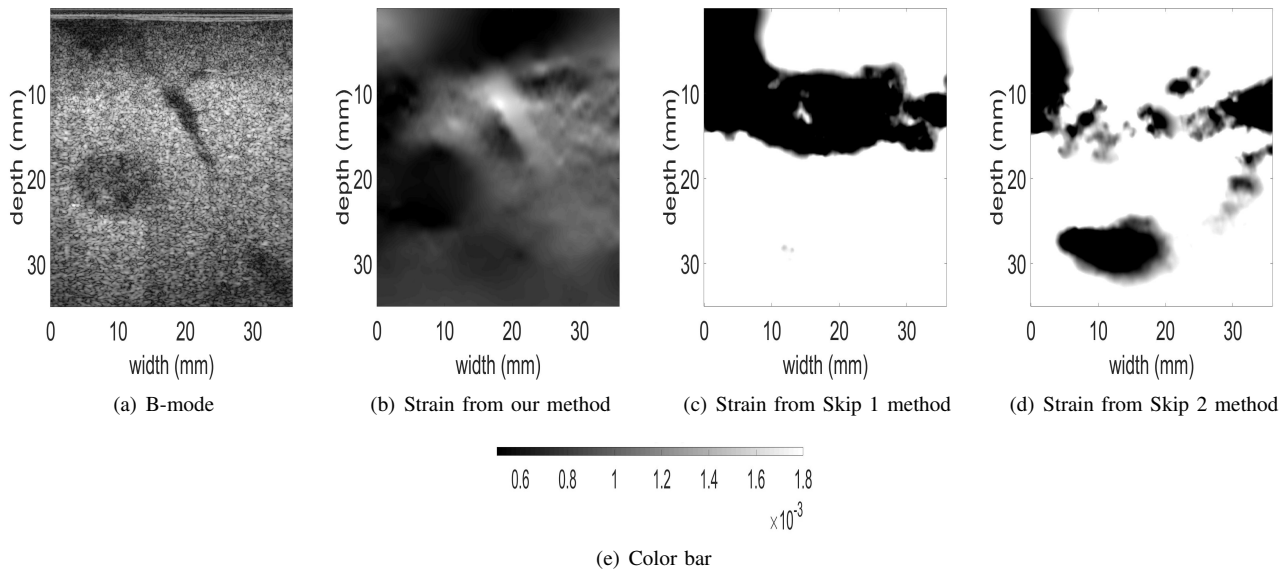 depth (mm)
10
20
30
0 10 20 30
width (mm)
(a) B-mode
depth (mm)
10
20
30
0 10 20 30
width (mm)
(b) Strain from our method
depth (mm)
10
20
30
0 10 20 30
width (mm)
(c) Strain from Skip 1 method
depth (mm)
10
20
30
0 10 20 30
width (mm)
(d) Strain from Skip 2 method
0.6 0.8 1 1.2 1.4 1.6 1.8
×10⁻³
(e) Color bar